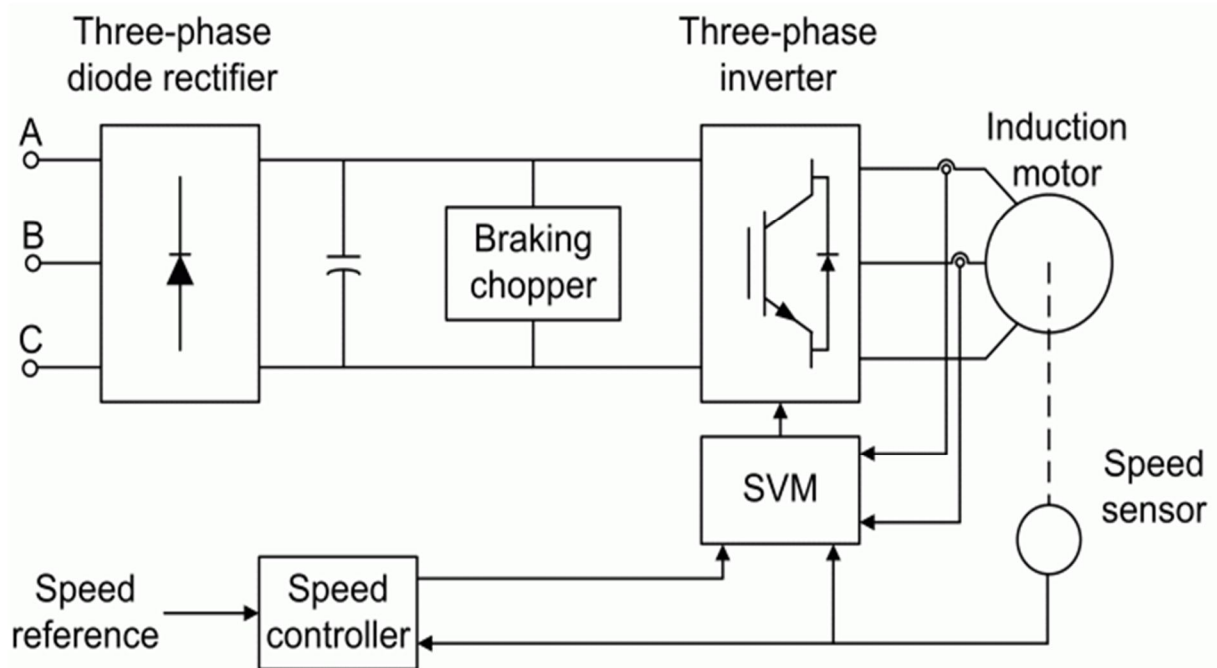 Three-phase
diode rectifier
Three-phase
inverter
Induction
motor
A
B
C
Braking
chopper
SVM
Speed
sensor
Speed
reference
Speed
controller